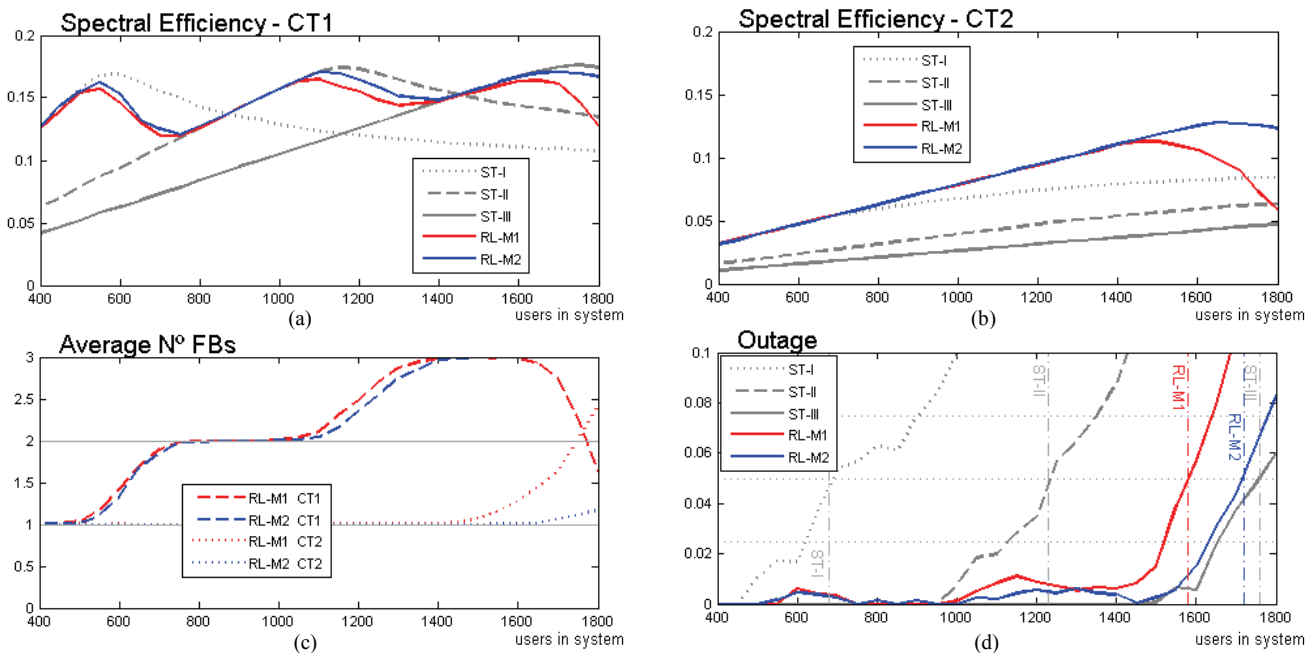 Spectral Efficiency - CT1
0.2
0.15
0.1
0.05
0
400 600 800 1000 1200 1400 1600 1800
users in system
ST-I
ST-II
ST-III
RL-M1
RL-M2
(a)
Spectral Efficiency - CT2
0.2
0.15
0.1
0.05
0
400 600 800 1000 1200 1400 1600 1800
users in system
ST-I
ST-II
ST-III
RL-M1
RL-M2
(b)
Average Nº FBs
3
2
1
0
400 600 800 1000 1200 1400 1600 1800
users in system
RL-M1 CT1
RL-M2 CT1
RL-M1 CT2
RL-M2 CT2
(c)
Outage
0.1
0.08
0.06
0.04
0.02
0
400 600 800 1000 1200 1400 1600 1800
users in system
ST-I
ST-II
ST-III
RL-M1
RL-M2
ST-I
ST-II
RL-M1
RL-M2
ST-III
(d)